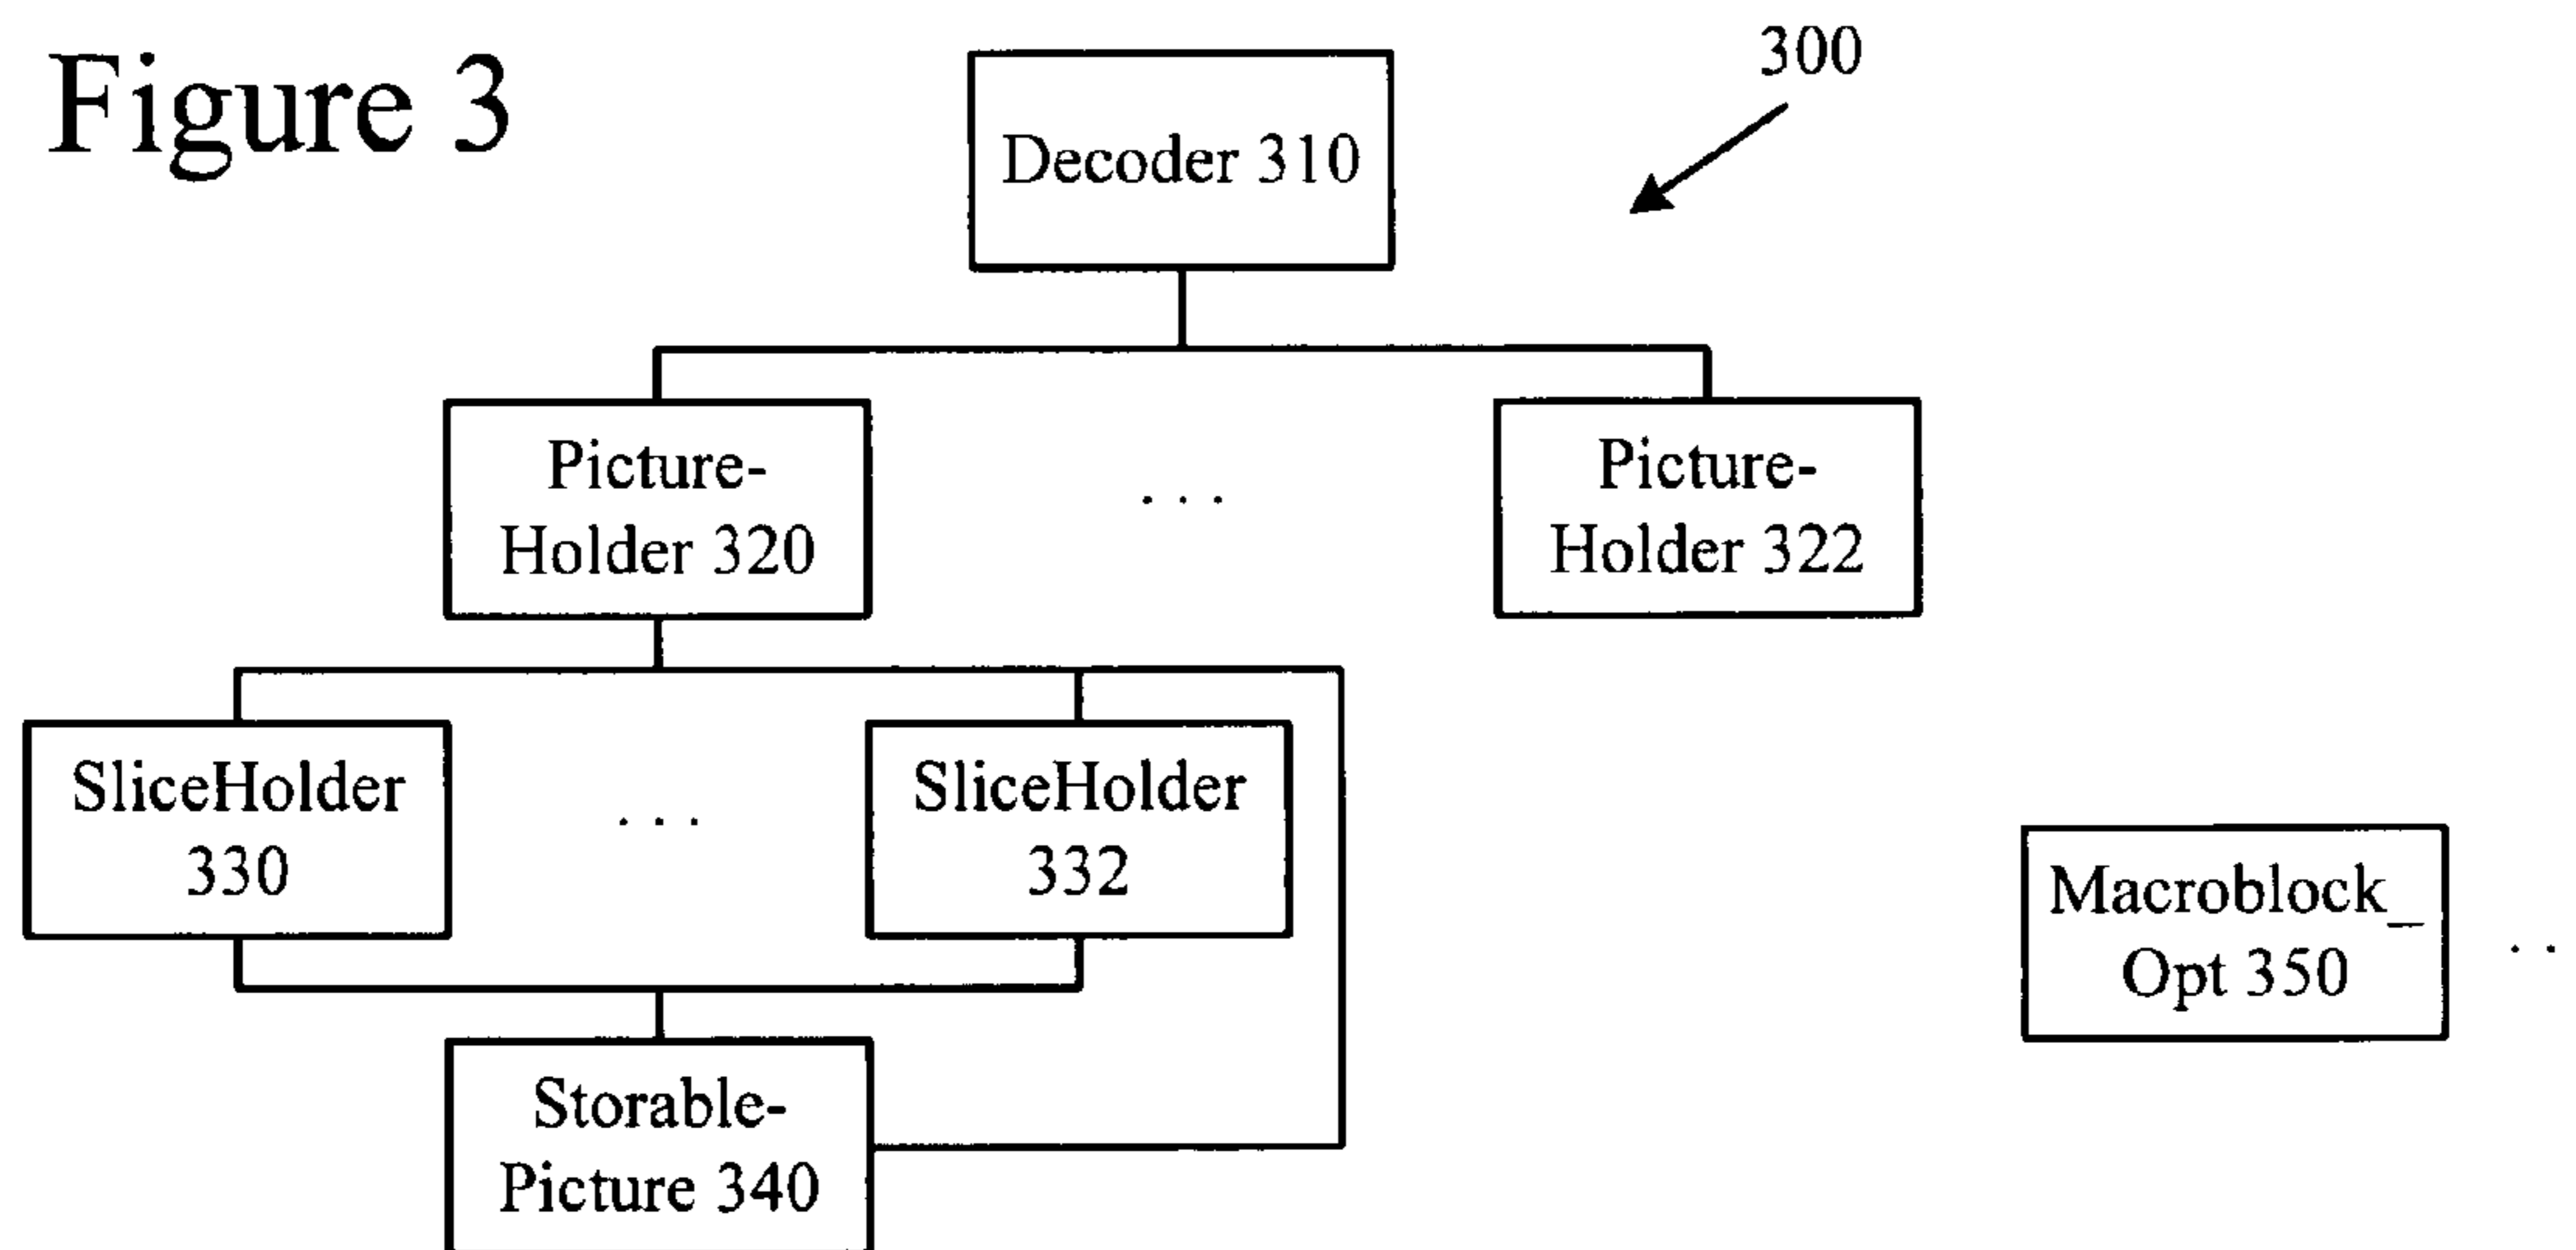 Figure 3
300
Decoder 310
Picture-
Holder 320
. . .
Picture-
Holder 322
SliceHolder
330
. . .
SliceHolder
332
Macroblock_
Opt 350
. .
Storable-
Picture 340